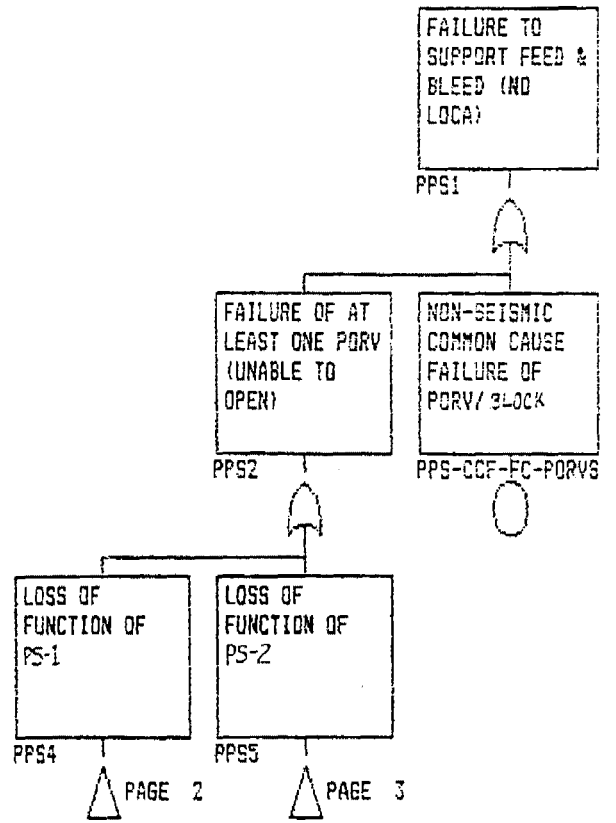 FAILURE TO
SUPPORT FEED &
BLEED (NO
LOCA)
PPS1
FAILURE OF AT
LEAST ONE PORV
(UNABLE TO
OPEN)
PPS2
NON-SEISMIC
COMMON CAUSE
FAILURE OF
PORV/BLOCK
PPS-CCF-FC-PORVS
LOSS OF
FUNCTION OF
PS-1
PPS4
PAGE 2
LOSS OF
FUNCTION OF
PS-2
PPS5
PAGE 3